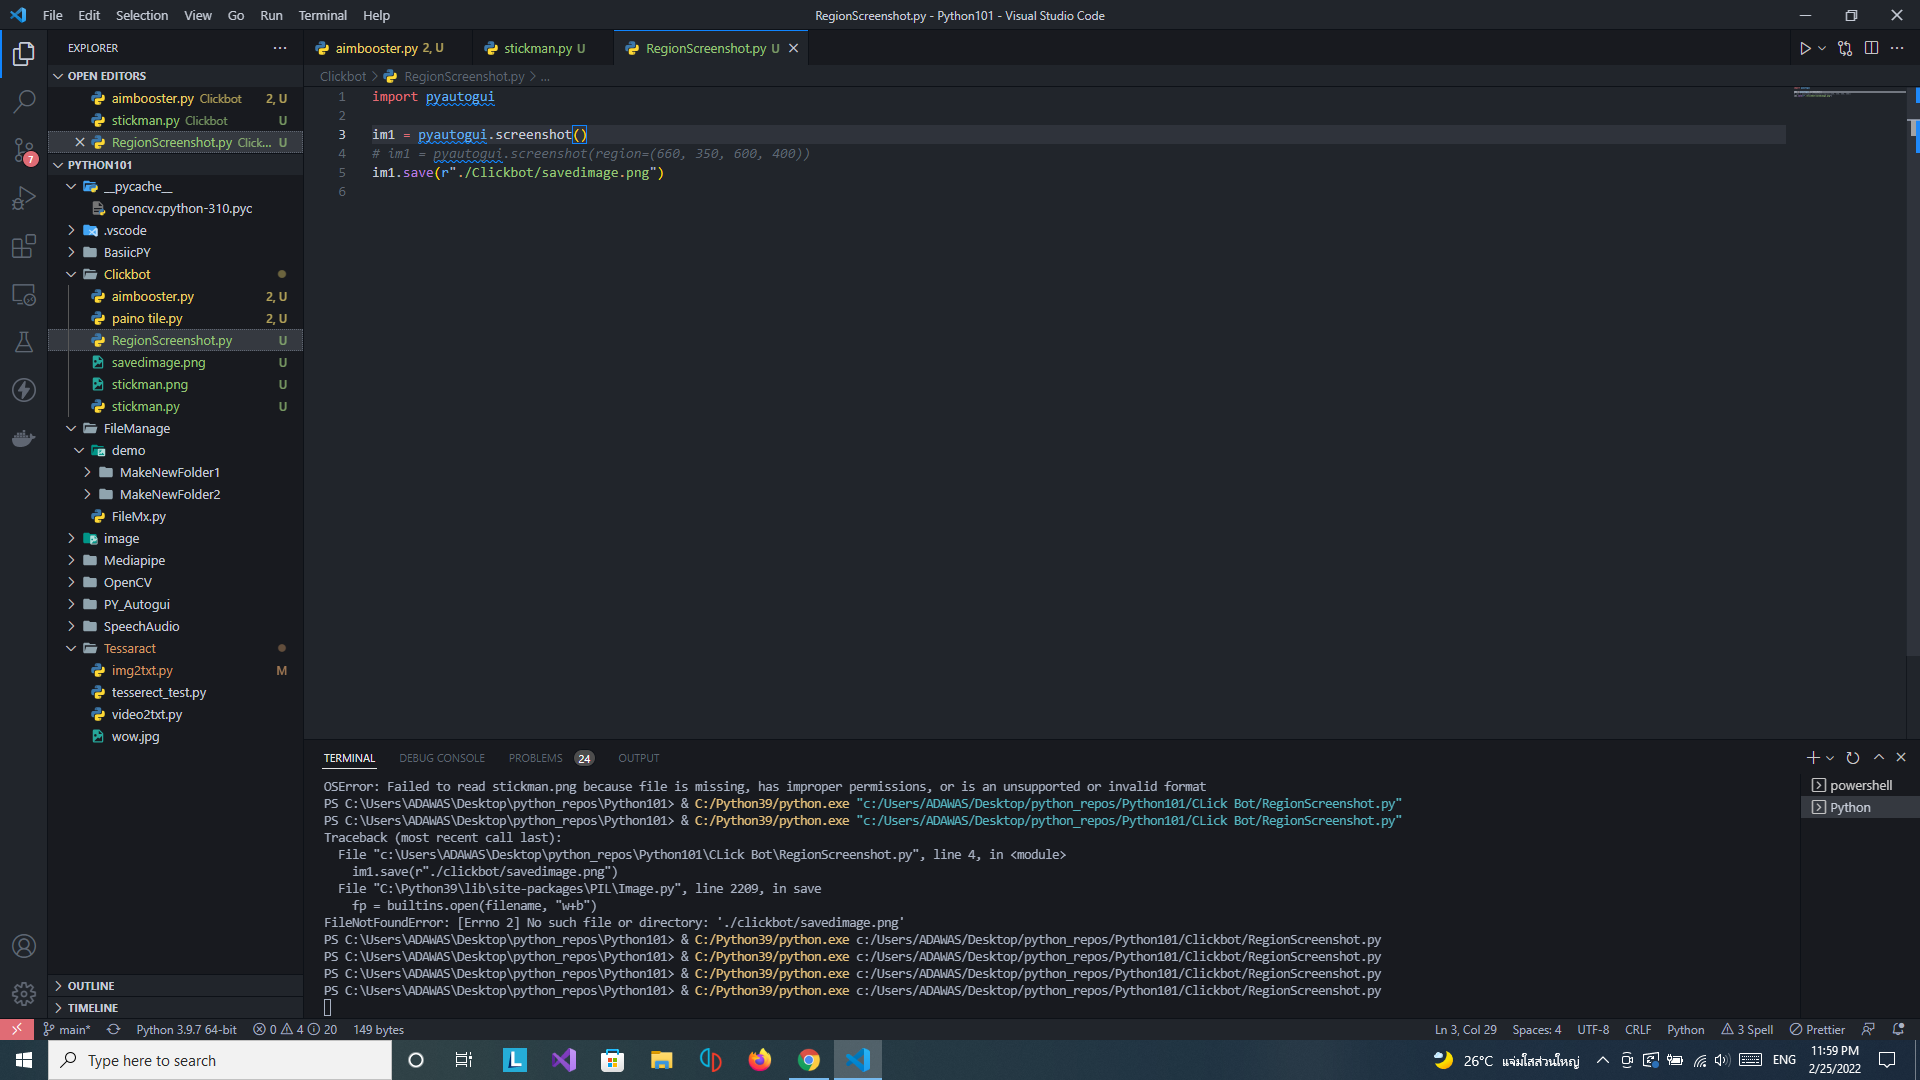 File Edit Selection View Go Run Terminal Help
RegionScreenshot.py - Python101 - Visual Studio Code
EXPLORER
OPEN EDITORS
aimbooster.py Clickbot 2, U
stickman.py Clickbot U
RegionScreenshot.py Click... U
PYTHON101
__pycache__
opencv.cpython-310.pyc
.vscode
BasiicPY
Clickbot
aimbooster.py 2, U
paino tile.py 2, U
RegionScreenshot.py U
savedimage.png U
stickman.png U
stickman.py U
FileManage
demo
MakeNewFolder1
MakeNewFolder2
FileMx.py
image
Mediapipe
OpenCV
PY_Autogui
SpeechAudio
Tessaract
img2txt.py M
tesserect_test.py
video2txt.py
wow.jpg
OUTLINE
TIMELINE
aimbooster.py 2, U
stickman.py U
RegionScreenshot.py U
Clickbot > RegionScreenshot.py > ...
1 import pyautogui
2
3 im1 = pyautogui.screenshot()
4 # im1 = pyautogui.screenshot(region=(660, 350, 600, 400))
5 im1.save(r"./Clickbot/savedimage.png")
6
TERMINAL DEBUG CONSOLE PROBLEMS 24 OUTPUT
OSError: Failed to read stickman.png because file is missing, has improper permissions, or is an unsupported or invalid format
PS C:\Users\ADAWAS\Desktop\python_repos\Python101> & C:/Python39/python.exe "c:/Users/ADAWAS/Desktop/python_repos/Python101/CLick Bot/RegionScreenshot.py"
PS C:\Users\ADAWAS\Desktop\python_repos\Python101> & C:/Python39/python.exe "c:/Users/ADAWAS/Desktop/python_repos/Python101/CLick Bot/RegionScreenshot.py"
Traceback (most recent call last):
File "c:\Users\ADAWAS\Desktop\python_repos\Python101\CLick Bot\RegionScreenshot.py", line 4, in <module>
im1.save(r"./clickbot/savedimage.png")
File "C:\Python39\lib\site-packages\PIL\Image.py", line 2209, in save
fp = builtins.open(filename, "w+b")
FileNotFoundError: [Errno 2] No such file or directory: './clickbot/savedimage.png'
PS C:\Users\ADAWAS\Desktop\python_repos\Python101> & C:/Python39/python.exe c:/Users/ADAWAS/Desktop/python_repos/Python101/Clickbot/RegionScreenshot.py
PS C:\Users\ADAWAS\Desktop\python_repos\Python101> & C:/Python39/python.exe c:/Users/ADAWAS/Desktop/python_repos/Python101/Clickbot/RegionScreenshot.py
PS C:\Users\ADAWAS\Desktop\python_repos\Python101> & C:/Python39/python.exe c:/Users/ADAWAS/Desktop/python_repos/Python101/Clickbot/RegionScreenshot.py
PS C:\Users\ADAWAS\Desktop\python_repos\Python101> & C:/Python39/python.exe c:/Users/ADAWAS/Desktop/python_repos/Python101/Clickbot/RegionScreenshot.py
powershell
Python
7
main* Python 3.9.7 64-bit 0 4 20 149 bytes
Ln 3, Col 29 Spaces: 4 UTF-8 CRLF Python 3 Spell Prettier
Type here to search
L
26°C แจ่มใสส่วนใหญ่
ENG
11:59 PM
2/25/2022